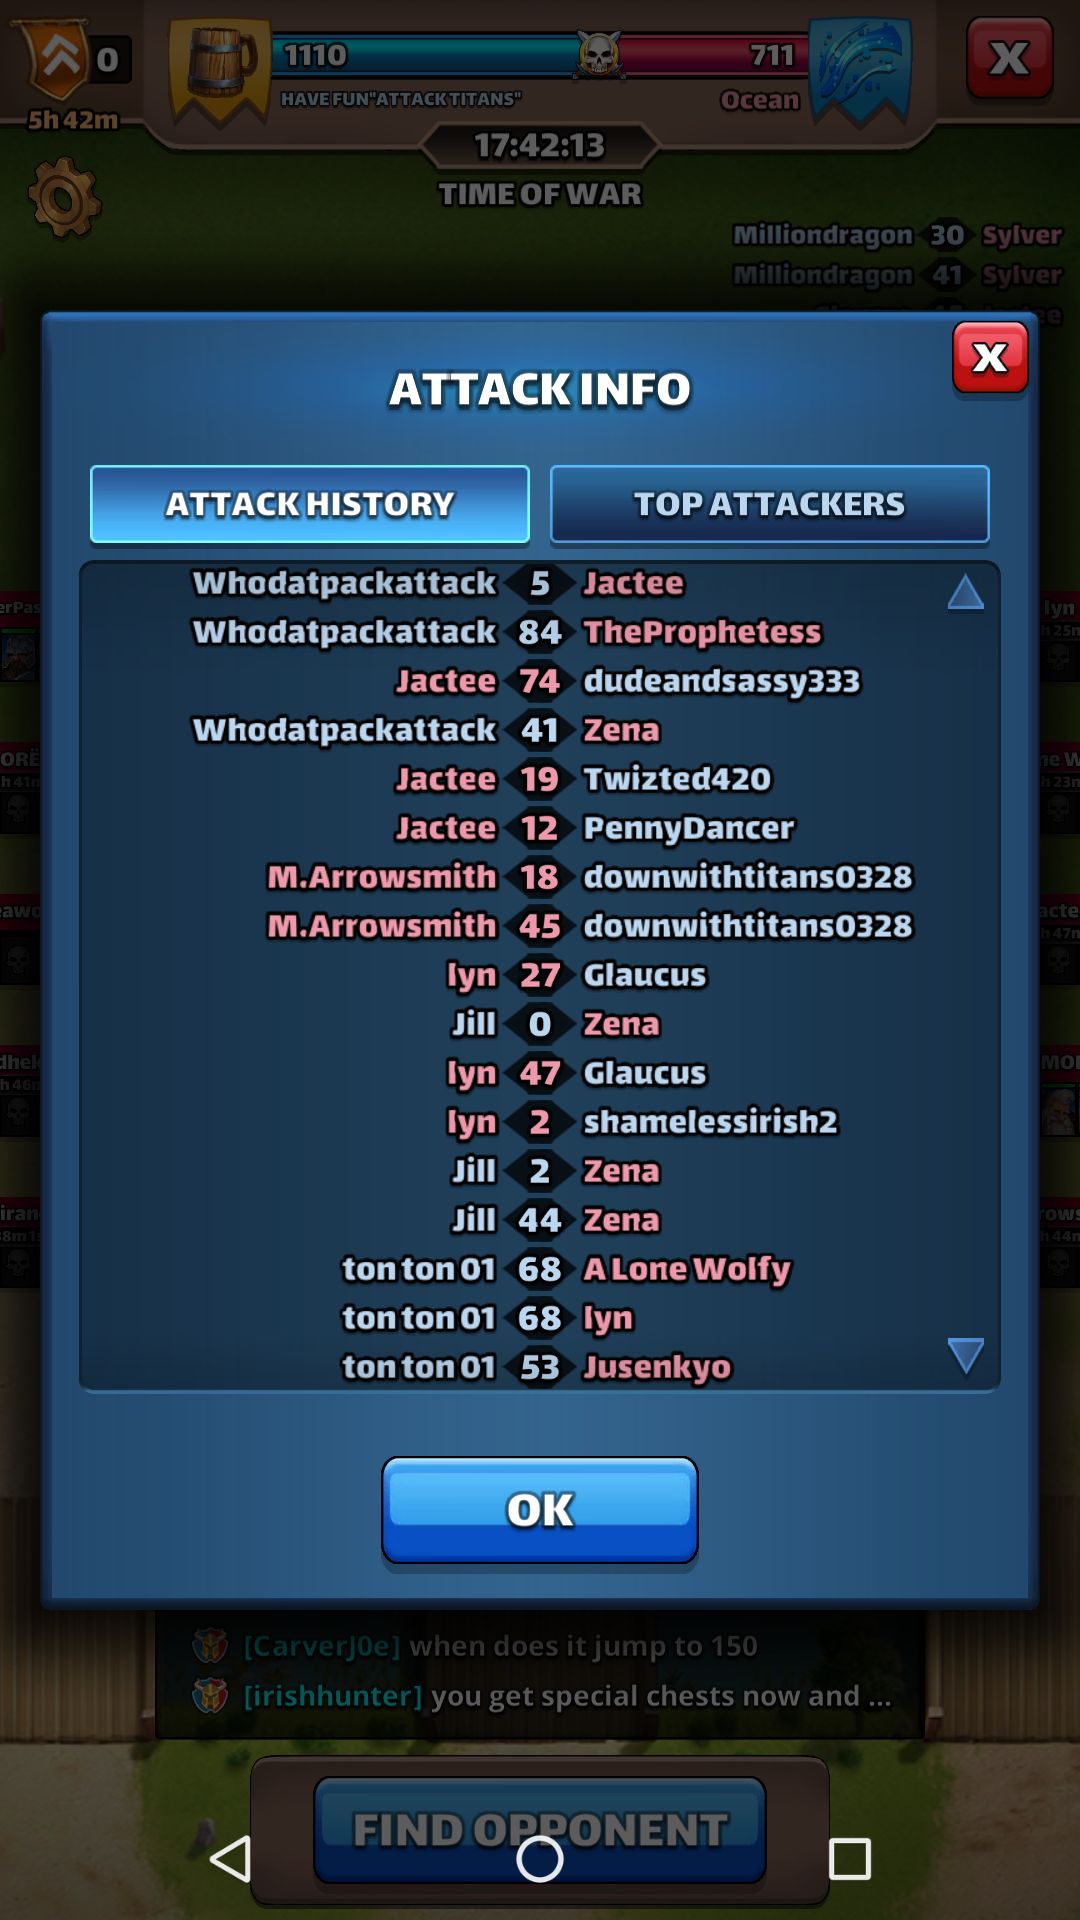 0
1110
711
HAVE FUN"ATTACK TITANS"
Ocean
5h 42m
17:42:13
TIME OF WAR
Milliondragon 30 Sylver
Milliondragon 41 Sylver
X
X
ATTACK INFO
ATTACK HISTORY
TOP ATTACKERS
Whodatpackattack 5 Jactee
Whodatpackattack 84 TheProphetess
Jactee 74 dudeandsassy333
Whodatpackattack 41 Zena
Jactee 19 Twizted420
Jactee 12 PennyDancer
M.Arrowsmith 18 downwithtitans0328
M.Arrowsmith 45 downwithtitans0328
lyn 27 Glaucus
Jill 0 Zena
lyn 47 Glaucus
lyn 2 shamelessirish2
Jill 2 Zena
Jill 44 Zena
ton ton 01 68 A Lone Wolfy
ton ton 01 68 lyn
ton ton 01 53 Jusenkyo
lyn
OK
[CarverJ0e] when does it jump to 150
[irishhunter] you get special chests now and ...
FIND OPPONENT